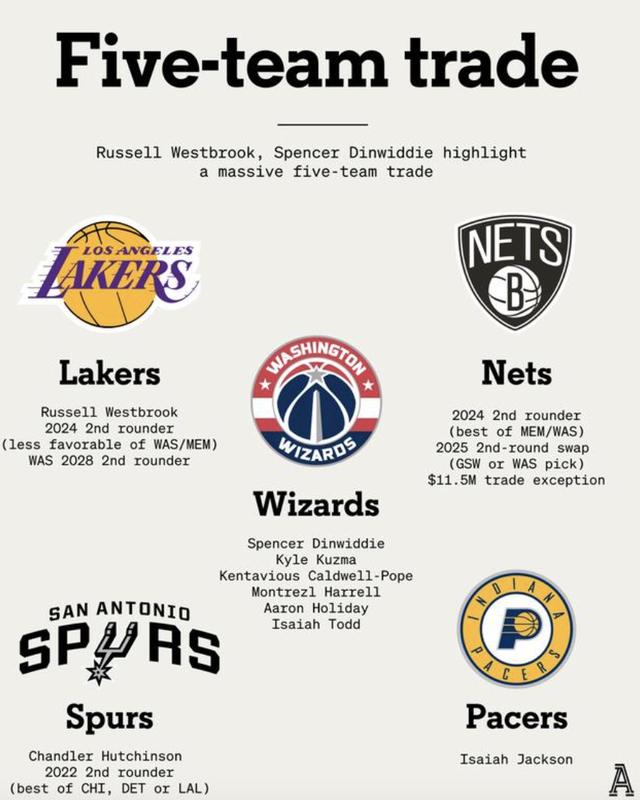 Five-team trade
Russell Westbrook, Spencer Dinwiddie highlight
a massive five-team trade
LOS ANGELES
LAKERS
Lakers
Russell Westbrook
2024 2nd rounder
(less favorable of WAS/MEM)
WAS 2028 2nd rounder
NETS
B
Nets
2024 2nd rounder
(best of MEM/WAS)
2025 2nd-round swap
(GSW or WAS pick)
$11.5M trade exception
WASHINGTON
WIZARDS
Wizards
Spencer Dinwiddie
Kyle Kuzma
Kentavious Caldwell-Pope
Montrezl Harrell
Aaron Holiday
Isaiah Todd
SAN ANTONIO
SPURS
Spurs
Chandler Hutchinson
2022 2nd rounder
(best of CHI, DET or LAL)
INDIANA
P
PACERS
Pacers
Isaiah Jackson
A